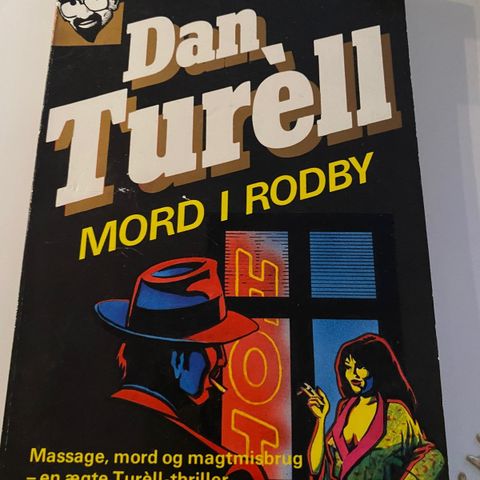 Dan
Turèll
MORD I RODBY
HOT
Massage, mord og magtmisbrug
– en ægte Turèll-thriller